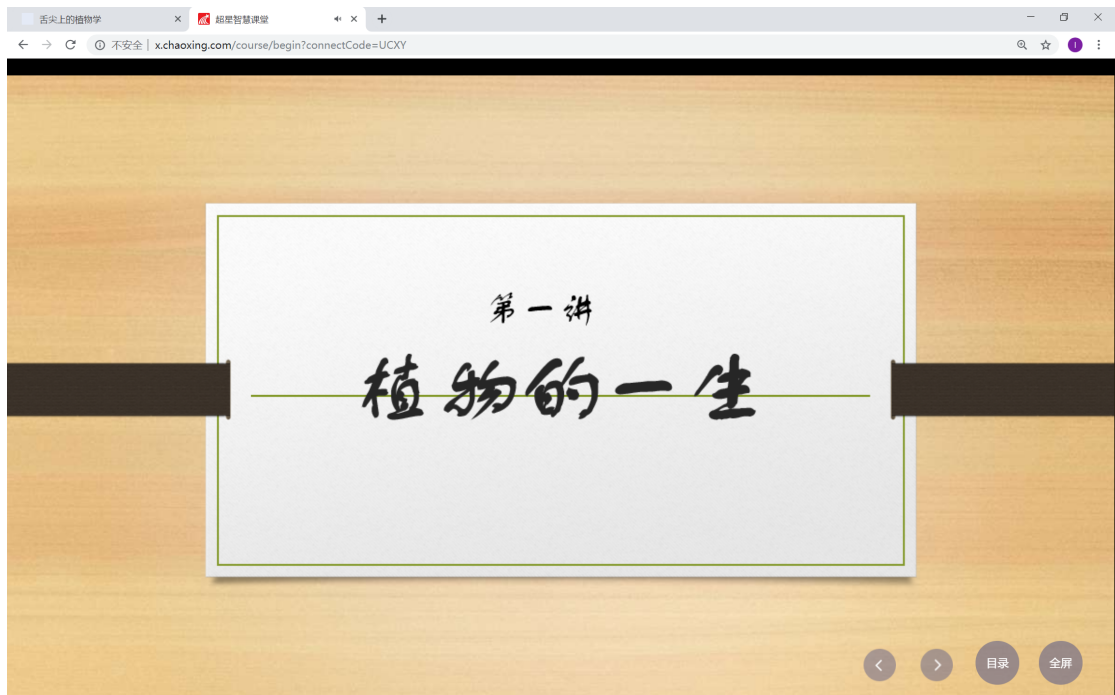 舌尖上的植物学
超星智慧课堂
不安全 | x.chaoxing.com/course/begin?connectCode=UCXY
I
第一讲
植物的一生
目录
全屏